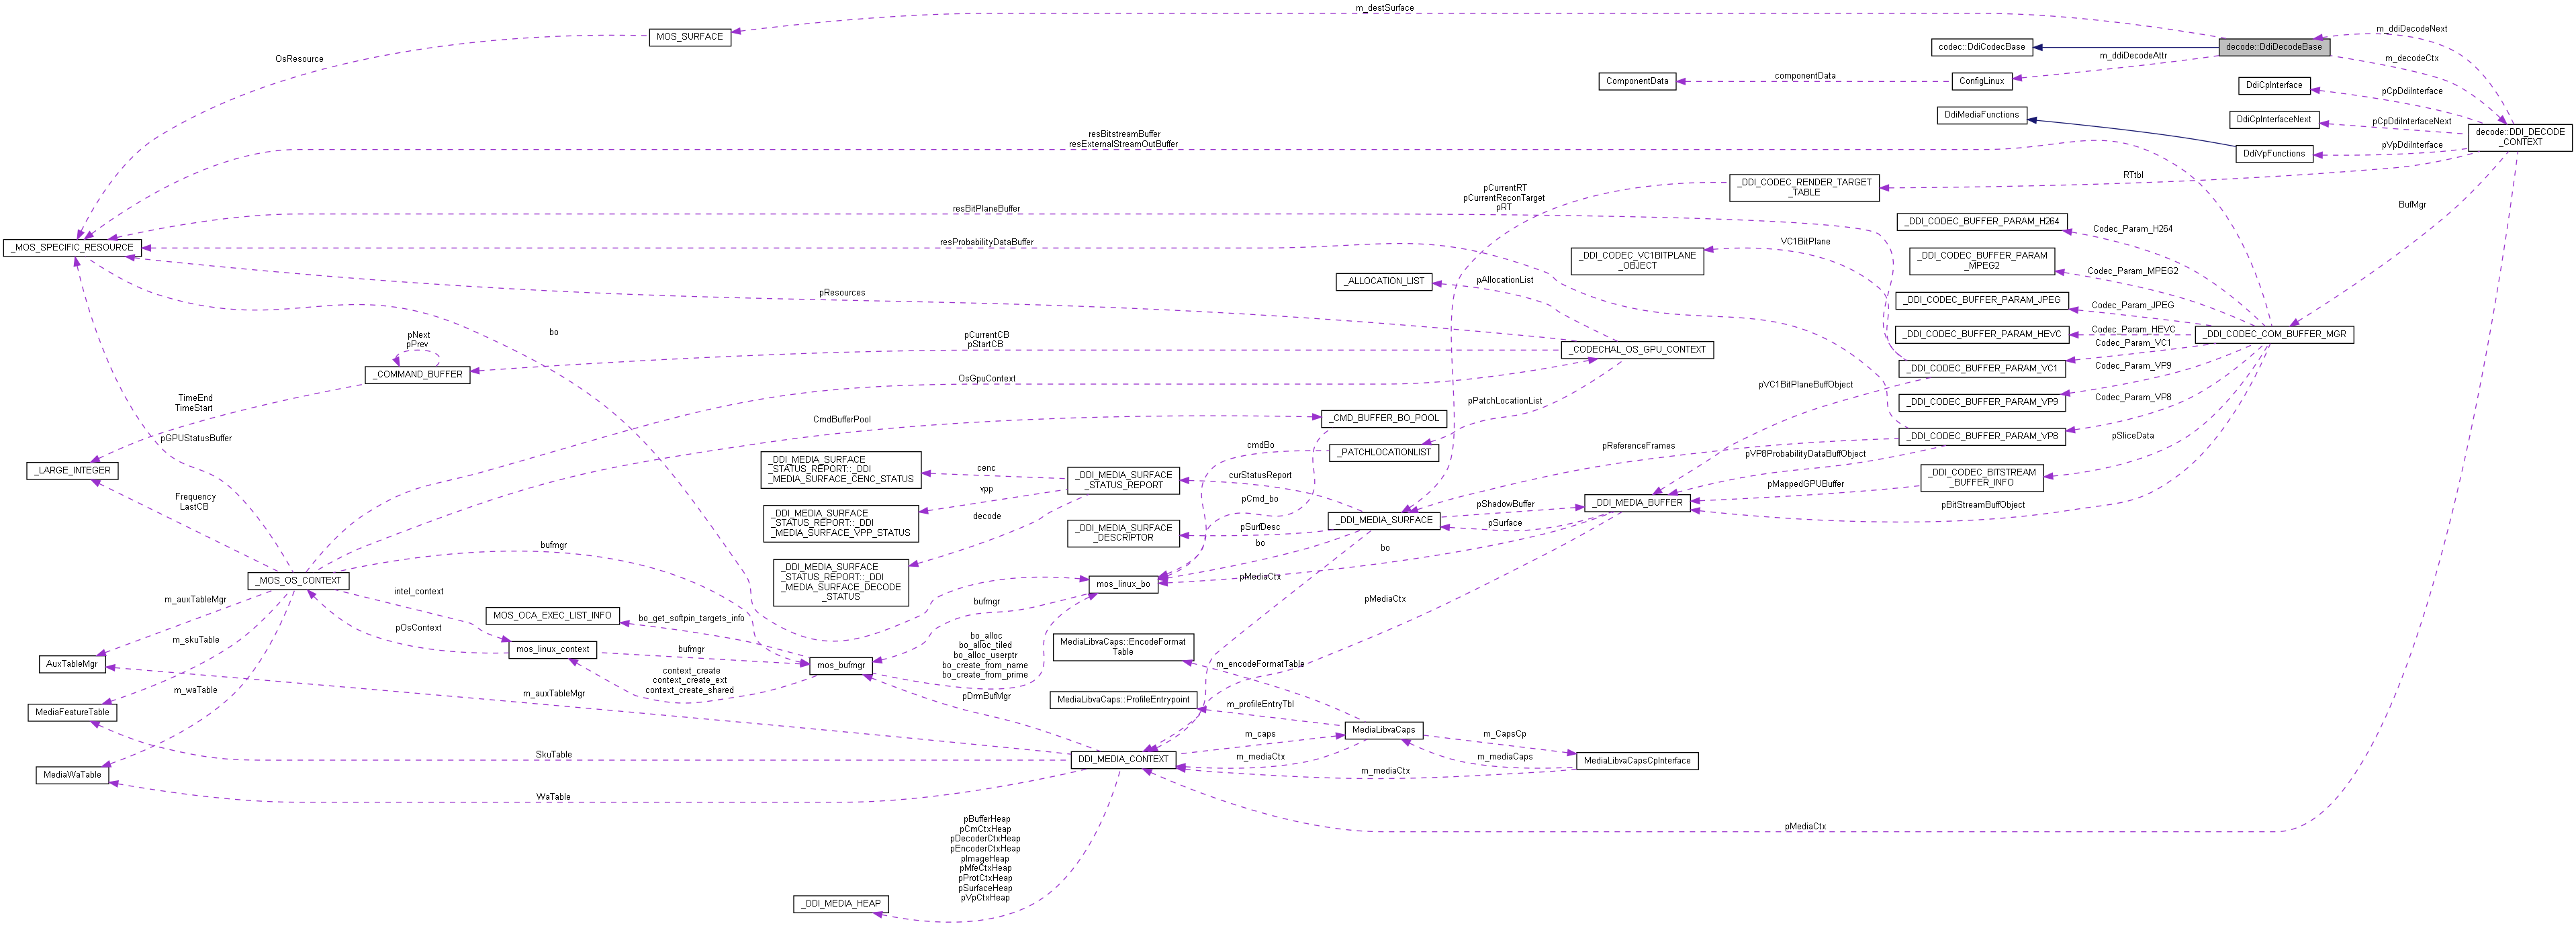 m_destSurface
MOS_SURFACE
m_ddiDecodeNext
codec::DdiCodecBase
decode::DdiDecodeBase
OsResource
m_ddiDecodeAttr
m_decodeCtx
ComponentData
componentData
ConfigLinux
DdiCpInterface
pCpDdiInterface
DdiMediaFunctions
DdiCpInterfaceNext
pCpDdiInterfaceNext
decode::DDI_DECODE
_CONTEXT
resBitstreamBuffer
resExternalStreamOutBuffer
DdiVpFunctions
pVpDdiInterface
RTtbl
_DDI_CODEC_RENDER_TARGET
_TABLE
pCurrentRT
pCurrentReconTarget
pRT
resBitPlaneBuffer
BufMgr
_DDI_CODEC_BUFFER_PARAM_H264
Codec_Param_H264
_MOS_SPECIFIC_RESOURCE
resProbabilityDataBuffer
VC1BitPlane
_DDI_CODEC_VC1BITPLANE
_OBJECT
_DDI_CODEC_BUFFER_PARAM
_MPEG2
Codec_Param_MPEG2
_ALLOCATION_LIST
pAllocationList
pResources
_DDI_CODEC_BUFFER_PARAM_JPEG
Codec_Param_JPEG
bo
pNext
pPrev
pCurrentCB
pStartCB
_DDI_CODEC_BUFFER_PARAM_HEVC
Codec_Param_HEVC
Codec_Param_VC1
_DDI_CODEC_COM_BUFFER_MGR
_CODECHAL_OS_GPU_CONTEXT
_COMMAND_BUFFER
OsGpuContext
_DDI_CODEC_BUFFER_PARAM_VC1
Codec_Param_VP9
pVC1BitPlaneBuffObject
TimeEnd
TimeStart
pPatchLocationList
_DDI_CODEC_BUFFER_PARAM_VP9
Codec_Param_VP8
CmdBufferPool
_CMD_BUFFER_BO_POOL
pGPUStatusBuffer
cmdBo
_PATCHLOCATIONLIST
pReferenceFrames
_DDI_CODEC_BUFFER_PARAM_VP8
pSliceData
pVP8ProbabilityDataBuffObject
_LARGE_INTEGER
_DDI_MEDIA_SURFACE
_STATUS_REPORT::_DDI
_MEDIA_SURFACE_CENC_STATUS
cenc
_DDI_MEDIA_SURFACE
_STATUS_REPORT
curStatusReport
_DDI_CODEC_BITSTREAM
_BUFFER_INFO
pMappedGPUBuffer
Frequency
LastCB
vpp
pCmd_bo
pShadowBuffer
_DDI_MEDIA_BUFFER
pBitStreamBuffObject
_DDI_MEDIA_SURFACE
_STATUS_REPORT::_DDI
_MEDIA_SURFACE_VPP_STATUS
decode
_DDI_MEDIA_SURFACE
pSurface
_DDI_MEDIA_SURFACE
_DESCRIPTOR
pSurfDesc
bufmgr
bo
bo
_DDI_MEDIA_SURFACE
_STATUS_REPORT::_DDI
_MEDIA_SURFACE_DECODE
_STATUS
_MOS_OS_CONTEXT
mos_linux_bo
pMediaCtx
intel_context
m_auxTableMgr
bufmgr
pMediaCtx
MOS_OCA_EXEC_LIST_INFO
bo_get_softpin_targets_info
pOsContext
m_skuTable
mos_linux_context
bufmgr
bo_alloc
bo_alloc_tiled
bo_alloc_userptr
bo_create_from_name
bo_create_from_prime
MediaLibvaCaps::EncodeFormat
Table
AuxTableMgr
mos_bufmgr
m_encodeFormatTable
context_create
context_create_ext
context_create_shared
m_waTable
m_auxTableMgr
pDrmBufMgr
MediaLibvaCaps::ProfileEntrypoint
m_profileEntryTbl
MediaFeatureTable
MediaLibvaCaps
m_caps
m_CapsCp
SkuTable
DDI_MEDIA_CONTEXT
m_mediaCtx
m_mediaCaps
MediaLibvaCapsCpInterface
MediaWaTable
m_mediaCtx
WaTable
pMediaCtx
pBufferHeap
pCmCtxHeap
pDecoderCtxHeap
pEncoderCtxHeap
pImageHeap
pMfeCtxHeap
pProtCtxHeap
pSurfaceHeap
pVpCtxHeap
_DDI_MEDIA_HEAP